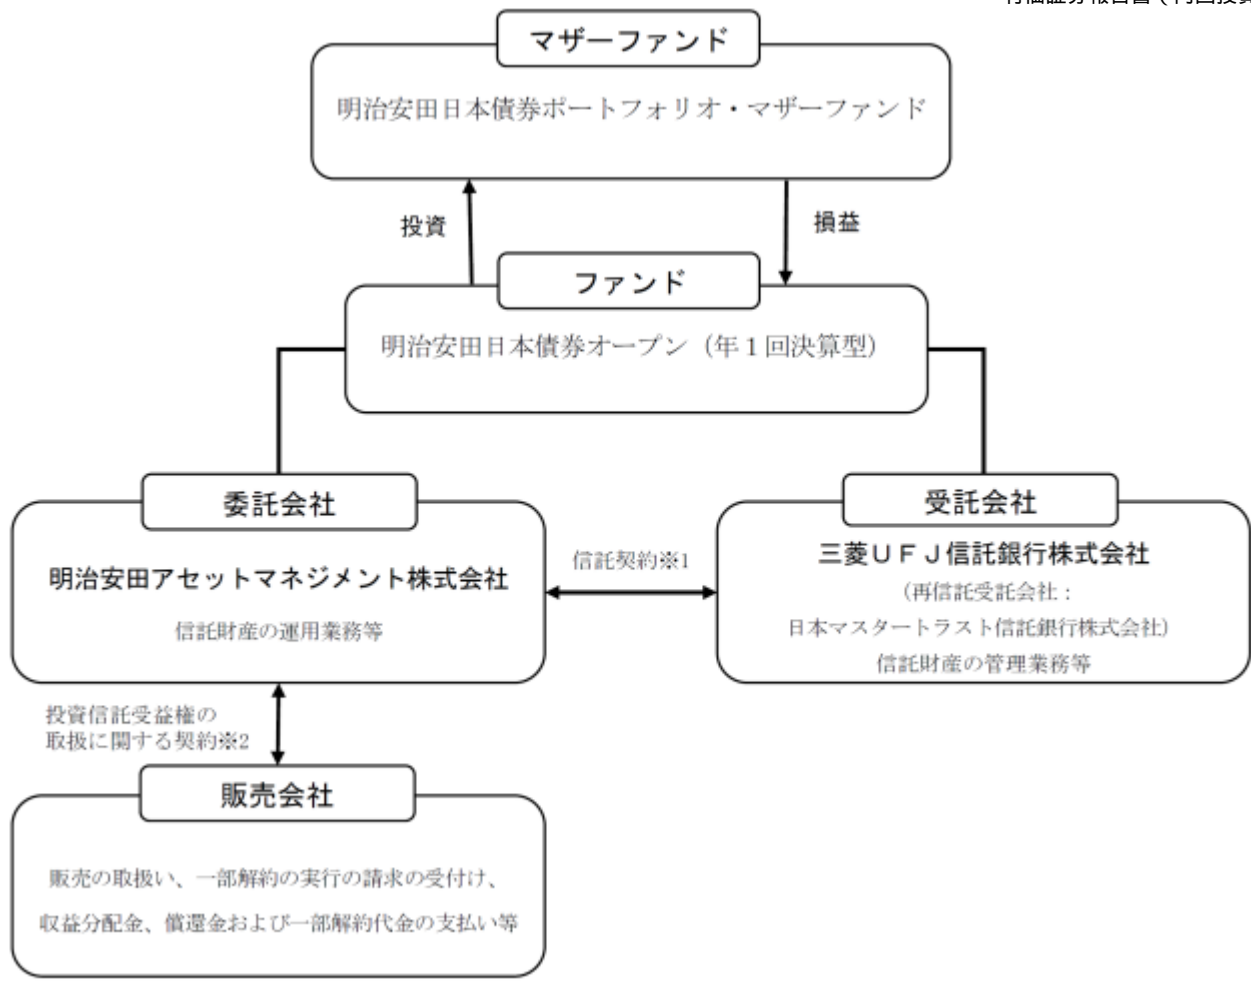 マザーファンド
明治安田日本債券ポートフォリオ・マザーファンド
投資
損益
ファンド
明治安田日本債券オープン（年１回決算型）
委託会社
明治安田アセットマネジメント株式会社
信託財産の運用業務等
信託契約※1
受託会社
三菱ＵＦＪ信託銀行株式会社
（再信託受託会社：
日本マスタートラスト信託銀行株式会社）
信託財産の管理業務等
投資信託受益権の
取扱に関する契約※2
販売会社
販売の取扱い、一部解約の実行の請求の受付け、
収益分配金、償還金および一部解約代金の支払い等